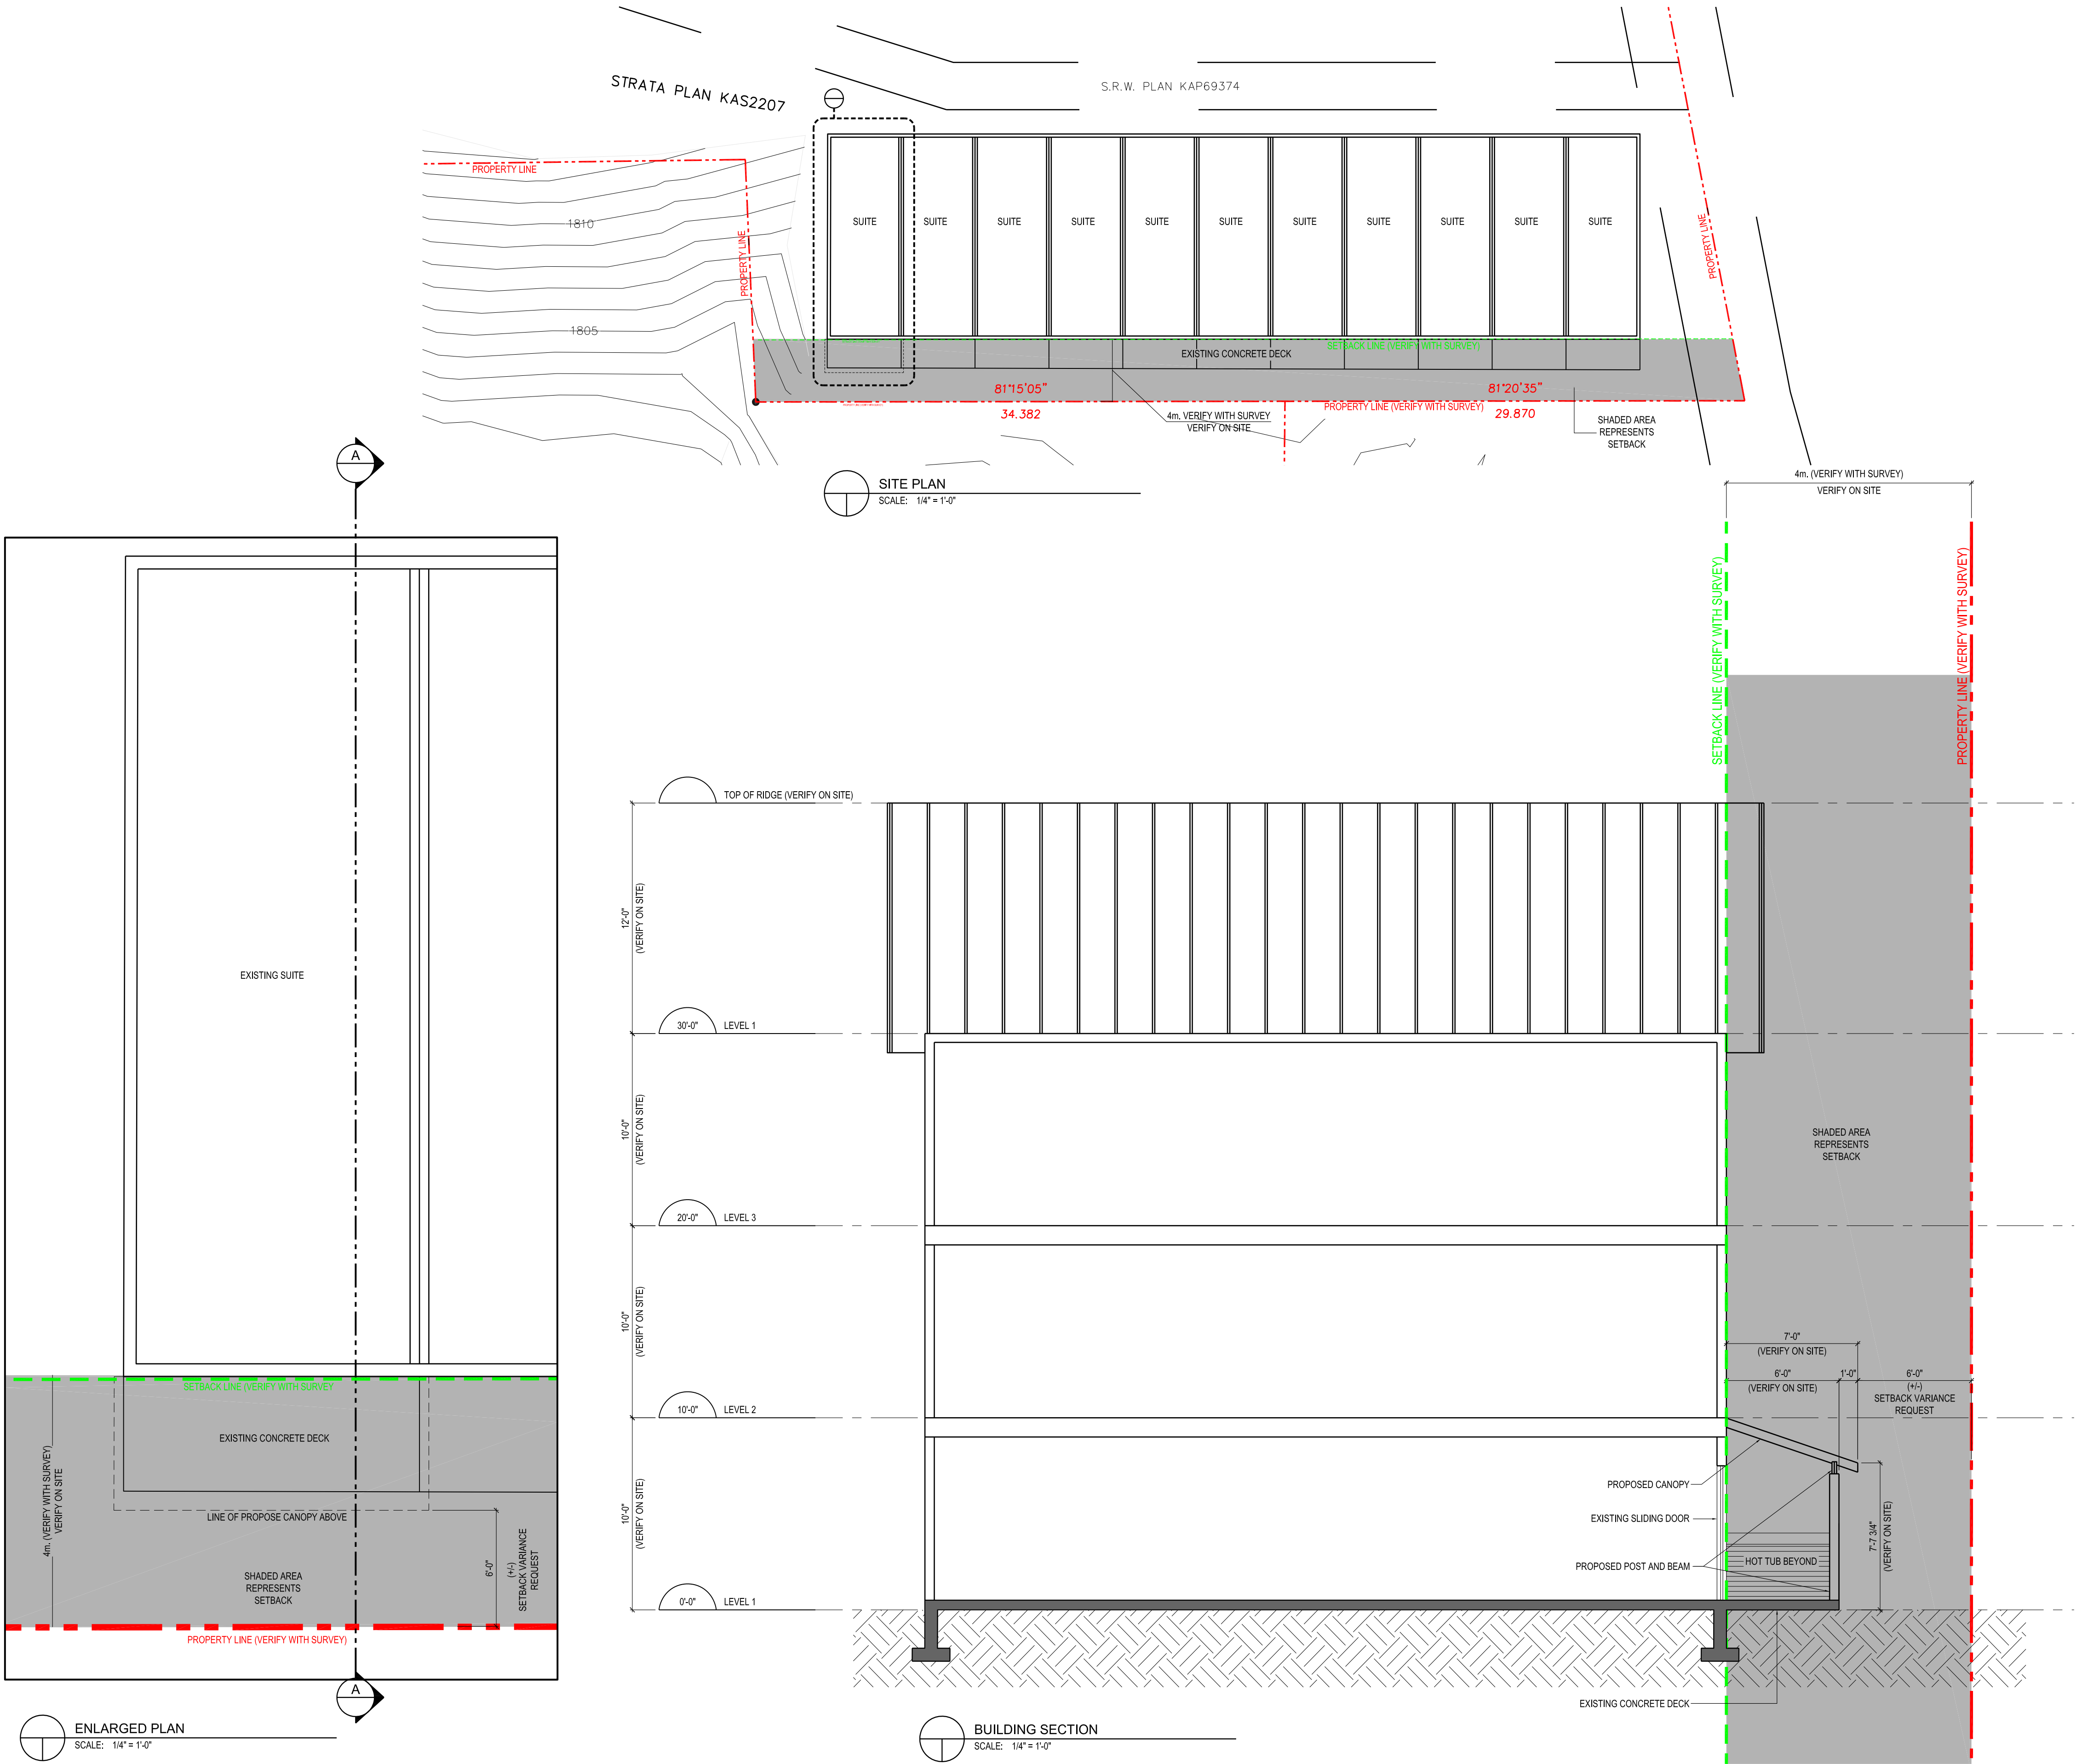 STRATA PLAN KAS2207
S.R.W. PLAN KAP69374
PROPERTY LINE
1810
1805
PROPERTY LINE
SUITE
SUITE
SUITE
SUITE
SUITE
SUITE
SUITE
SUITE
SUITE
SUITE
SUITE
PROPERTY LINE
SETBACK LINE (VERIFY WITH SURVEY)
EXISTING CONCRETE DECK
81°15'05"
34.382
81°20'35"
29.870
PROPERTY LINE (VERIFY WITH SURVEY)
4m. VERIFY WITH SURVEY
VERIFY ON SITE
SHADED AREA
REPRESENTS
SETBACK
SITE PLAN
SCALE: 1/4" = 1'-0"
A
EXISTING SUITE
SETBACK LINE (VERIFY WITH SURVEY
EXISTING CONCRETE DECK
4m. (VERIFY WITH SURVEY)
VERIFY ON SITE
LINE OF PROPOSE CANOPY ABOVE
6'-0"
(+/-)
SETBACK VARIANCE
REQUEST
SHADED AREA
REPRESENTS
SETBACK
PROPERTY LINE (VERIFY WITH SURVEY)
A
ENLARGED PLAN
SCALE: 1/4" = 1'-0"
4m. (VERIFY WITH SURVEY)
VERIFY ON SITE
SETBACK LINE (VERIFY WITH SURVEY)
PROPERTY LINE (VERIFY WITH SURVEY)
TOP OF RIDGE (VERIFY ON SITE)
12'-0"
(VERIFY ON SITE)
30'-0" LEVEL 1
10'-0"
(VERIFY ON SITE)
SHADED AREA
REPRESENTS
SETBACK
20'-0" LEVEL 3
10'-0"
(VERIFY ON SITE)
7'-0"
(VERIFY ON SITE)
6'-0"
(VERIFY ON SITE)
1'-0"
6'-0"
(+/-)
SETBACK VARIANCE
REQUEST
10'-0" LEVEL 2
10'-0"
(VERIFY ON SITE)
PROPOSED CANOPY
EXISTING SLIDING DOOR
PROPOSED POST AND BEAM
HOT TUB BEYOND
7'-7 3/4"
(VERIFY ON SITE)
0'-0" LEVEL 1
EXISTING CONCRETE DECK
BUILDING SECTION
SCALE: 1/4" = 1'-0"